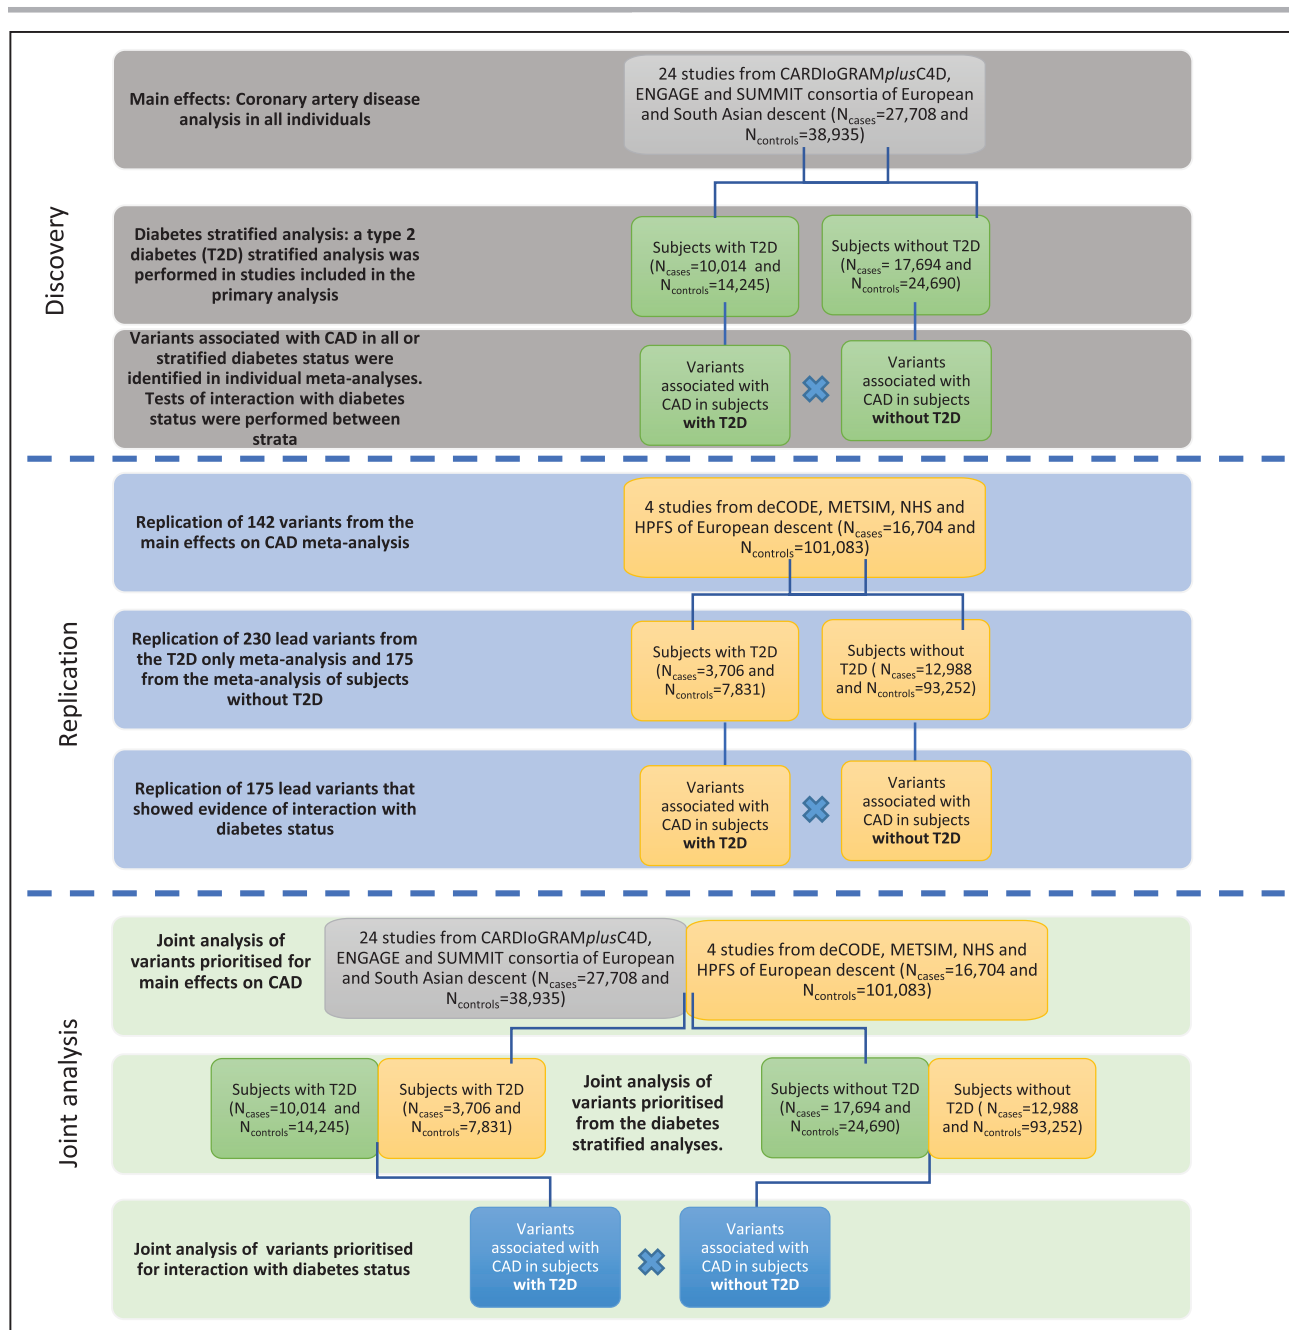 Discovery
Main effects: Coronary artery disease
analysis in all individuals
24 studies from CARDIoGRAMplusC4D,
ENGAGE and SUMMIT consortia of European
and South Asian descent (Ncases=27,708 and
Ncontrols=38,935)
Diabetes stratified analysis: a type 2
diabetes (T2D) stratified analysis was
performed in studies included in the
primary analysis
Subjects with T2D
(Ncases=10,014 and
Ncontrols=14,245)
Subjects without T2D
(Ncases= 17,694 and
Ncontrols=24,690)
Variants associated with CAD in all or
stratified diabetes status were
identified in individual meta-analyses.
Tests of interaction with diabetes
status were performed between
strata
Variants
associated with
CAD in subjects
with T2D
Variants
associated with
CAD in subjects
without T2D
Replication
Replication of 142 variants from the
main effects on CAD meta-analysis
4 studies from deCODE, METSIM, NHS and
HPFS of European descent (Ncases=16,704 and
Ncontrols=101,083)
Replication of 230 lead variants from
the T2D only meta-analysis and 175
from the meta-analysis of subjects
without T2D
Subjects with T2D
(Ncases=3,706 and
Ncontrols=7,831)
Subjects without
T2D ( Ncases=12,988
and Ncontrols=93,252)
Replication of 175 lead variants that
showed evidence of interaction with
diabetes status
Variants
associated with
CAD in subjects
with T2D
Variants
associated with
CAD in subjects
without T2D
Joint analysis
Joint analysis of
variants prioritised for
main effects on CAD
24 studies from CARDIoGRAMplusC4D,
ENGAGE and SUMMIT consortia of European
and South Asian descent (Ncases=27,708 and
Ncontrols=38,935)
4 studies from deCODE, METSIM, NHS and
HPFS of European descent (Ncases=16,704 and
Ncontrols=101,083)
Subjects with T2D
(Ncases=10,014 and
Ncontrols=14,245)
Subjects with T2D
(Ncases=3,706 and
Ncontrols=7,831)
Joint analysis of
variants prioritised
from the diabetes
stratified analyses.
Subjects without T2D
(Ncases= 17,694 and
Ncontrols=24,690)
Subjects without
T2D ( Ncases=12,988
and Ncontrols=93,252)
Joint analysis of variants prioritised
for interaction with diabetes status
Variants
associated with
CAD in subjects
with T2D
Variants
associated with
CAD in subjects
without T2D